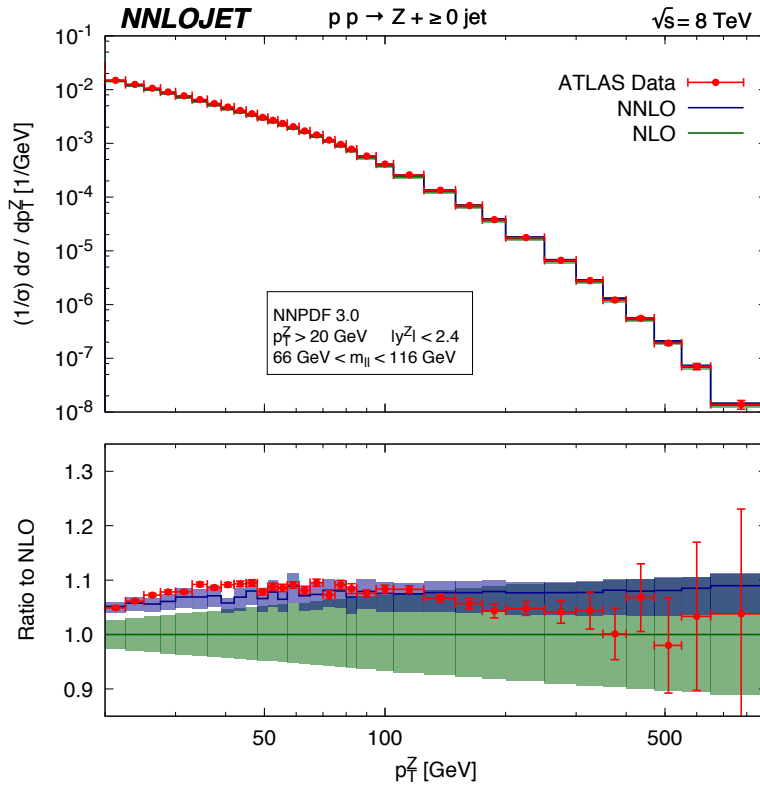 NNLOJET p p → Z + ≥ 0 jet √s = 8 TeV
10⁻¹
10⁻²
10⁻³
10⁻⁴
10⁻⁵
10⁻⁶
10⁻⁷
10⁻⁸
(1/σ) dσ / dp_T^Z [1/GeV]
ATLAS Data
NNLO
NLO
NNPDF 3.0
p_T^Z > 20 GeV |y^Z| < 2.4
66 GeV < m_ll < 116 GeV
1.3
1.2
1.1
1.0
0.9
Ratio to NLO
50 100 500
p_T^Z [GeV]